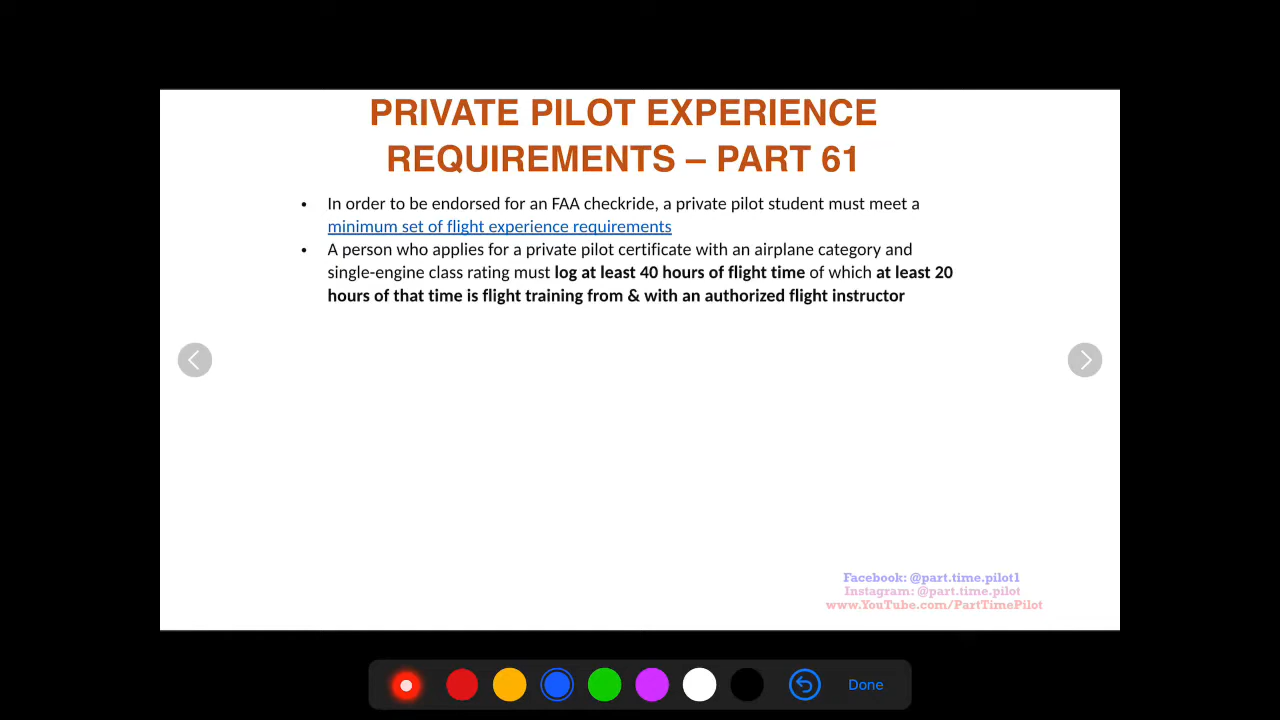 PRIVATE PILOT EXPERIENCE
REQUIREMENTS – PART 61
• In order to be endorsed for an FAA checkride, a private pilot student must meet a
minimum set of flight experience requirements
• A person who applies for a private pilot certificate with an airplane category and
single-engine class rating must log at least 40 hours of flight time of which at least 20
hours of that time is flight training from & with an authorized flight instructor
Facebook: @part.time.pilot1
Instagram: @part.time.pilot
www.YouTube.com/PartTimePilot
Done